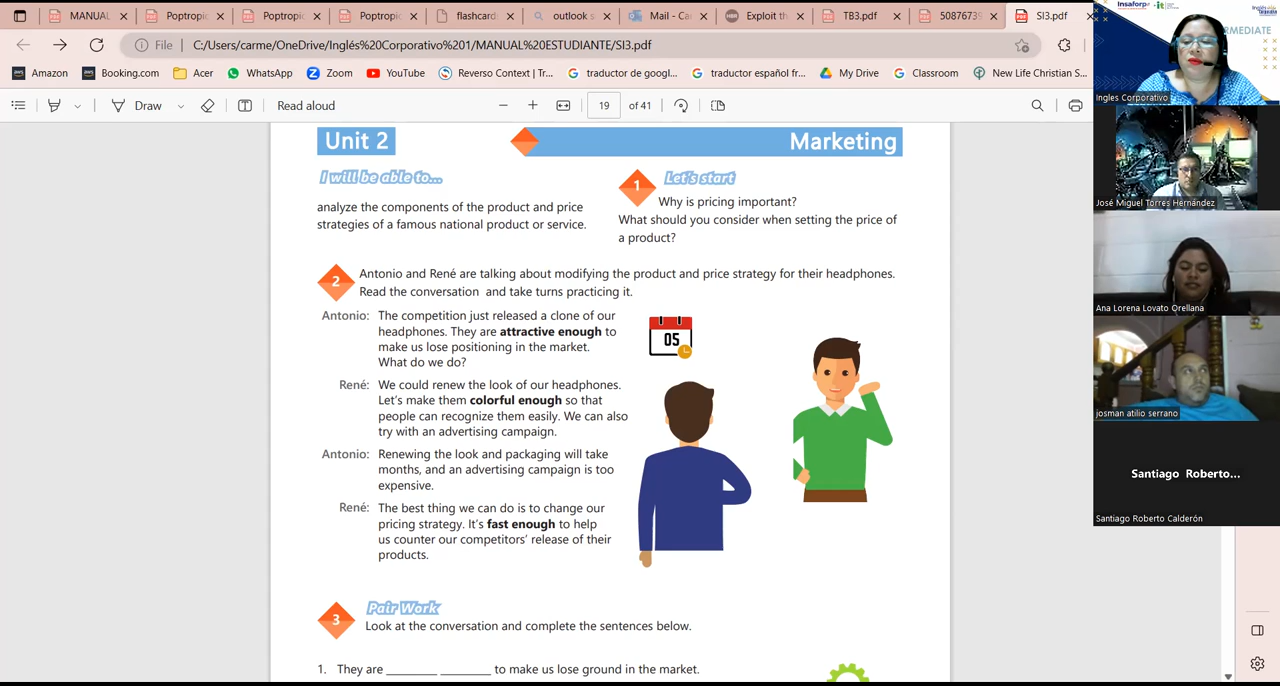 MANUAL
Poptropic
Poptropic
Poptropic
flashcard
outlook s
Mail - Ca
HBR
Exploit th
TB3.pdf
5087673
SI3.pdf
File
C:/Users/carme/OneDrive/Inglés%20Corporativo%201/MANUAL%20ESTUDIANTE/SI3.pdf
Amazon
Booking.com
Acer
WhatsApp
Zoom
YouTube
Reverso Context | Tr...
traductor de googl...
traductor español fr...
My Drive
Classroom
New Life Christian S...
Draw
Read aloud
19
of 41
Unit 2
Marketing
I will be able to...
analyze the components of the product and price
strategies of a famous national product or service.
1
Let's start
Why is pricing important?
What should you consider when setting the price of
a product?
2
Antonio and René are talking about modifying the product and price strategy for their headphones.
Read the conversation and take turns practicing it.
Antonio: The competition just released a clone of our
headphones. They are attractive enough to
make us lose positioning in the market.
What do we do?
René: We could renew the look of our headphones.
Let's make them colorful enough so that
people can recognize them easily. We can also
try with an advertising campaign.
Antonio: Renewing the look and packaging will take
months, and an advertising campaign is too
expensive.
René: The best thing we can do is to change our
pricing strategy. It's fast enough to help
us counter our competitors' release of their
products.
05
3
Pair Work
Look at the conversation and complete the sentences below.
1. They are _________ _________ to make us lose ground in the market.
Insaforp
it
RMEDIATE
Ingles Corporativo
José Miguel Torres Hernández
Ana Lorena Lovato Orellana
josman atilio serrano
Santiago Roberto...
Santiago Roberto Calderón